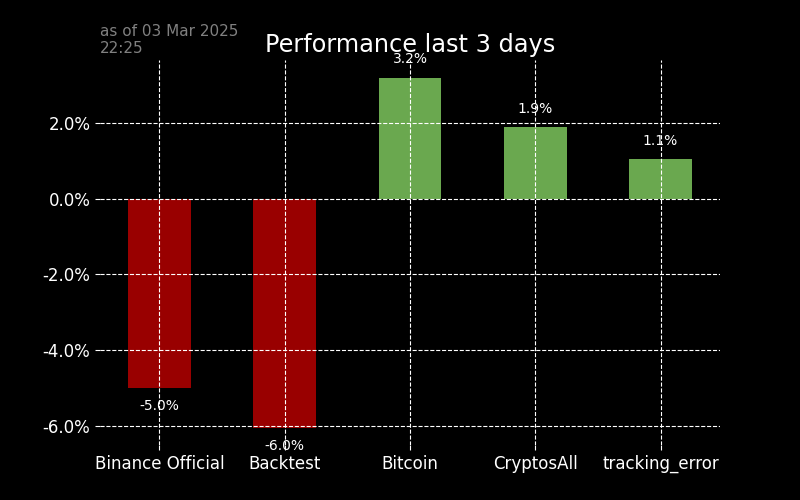 as of 03 Mar 2025
22:25
Performance last 3 days
3.2%
1.9%
1.1%
2.0%
0.0%
-2.0%
-4.0%
-6.0%
-5.0%
-6.0%
Binance Official
Backtest
Bitcoin
CryptosAll
tracking_error